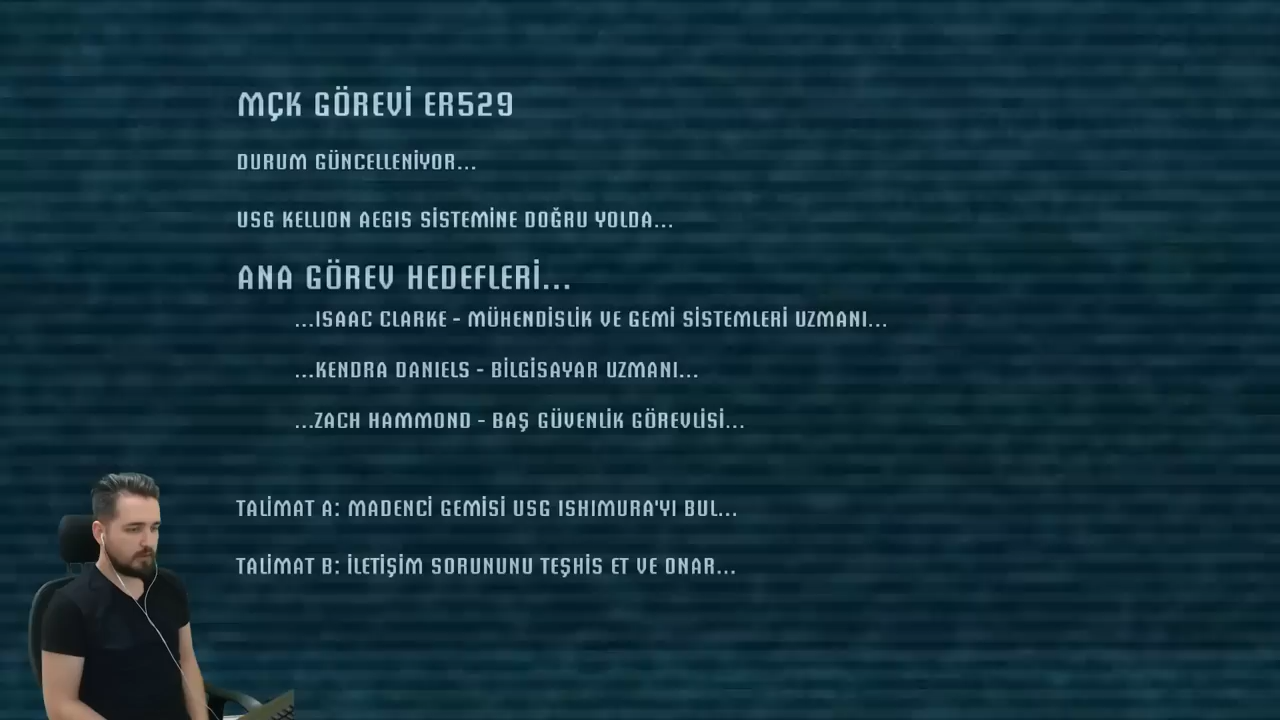 MÇK GÖREVİ ER529
DURUM GÜNCELLENİYOR...
USG KELLION AEGIS SİSTEMİNE DOĞRU YOLDA...
ANA GÖREV HEDEFLERİ...
...ISAAC CLARKE - MÜHENDİSLİK VE GEMİ SİSTEMLERİ UZMANI...
...KENDRA DANIELS - BİLGİSAYAR UZMANI...
...ZACH HAMMOND - BAŞ GÜVENLİK GÖREVLİSİ...
TALİMAT A: MADENCİ GEMİSİ USG ISHIMURA'YI BUL...
TALİMAT B: İLETİŞİM SORUNUNU TEŞHİS ET VE ONAR...